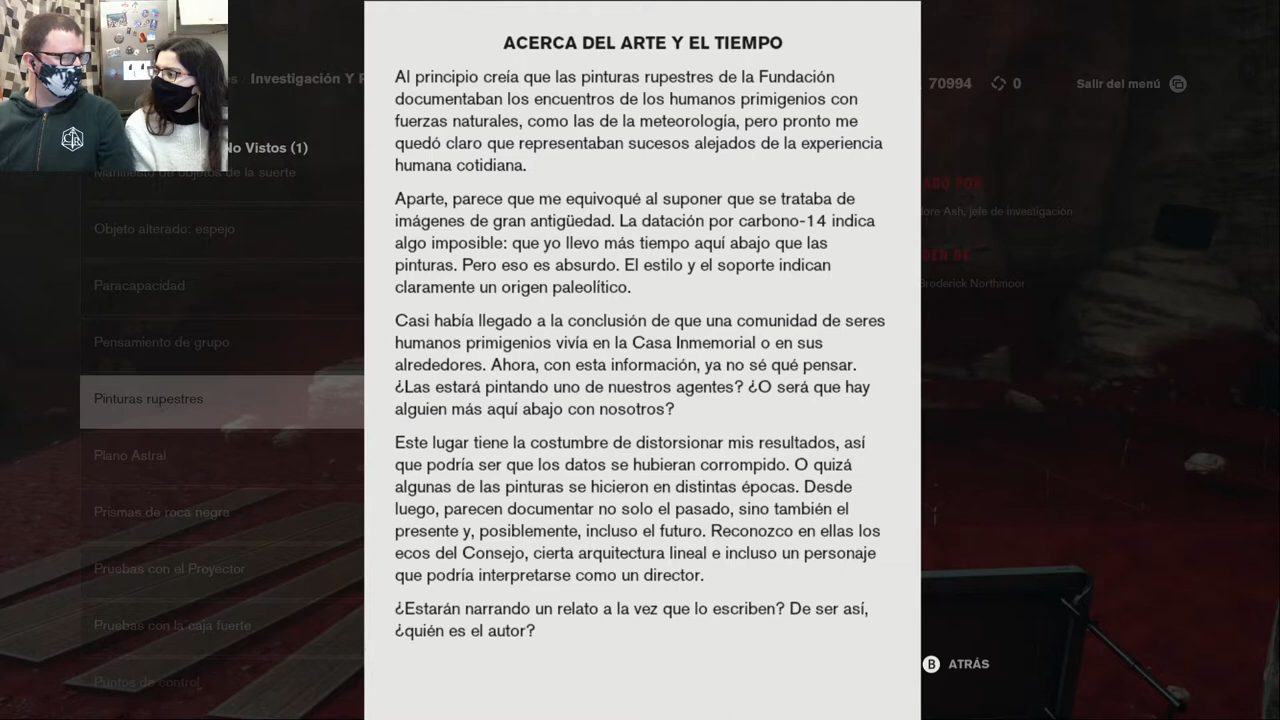 ACERCA DEL ARTE Y EL TIEMPO
Al principio creía que las pinturas rupestres de la Fundación
documentaban los encuentros de los humanos primigenios con
fuerzas naturales, como las de la meteorología, pero pronto me
quedó claro que representaban sucesos alejados de la experiencia
humana cotidiana.
Aparte, parece que me equivoqué al suponer que se trataba de
imágenes de gran antigüedad. La datación por carbono-14 indica
algo imposible: que yo llevo más tiempo aquí abajo que las
pinturas. Pero eso es absurdo. El estilo y el soporte indican
claramente un origen paleolítico.
Casi había llegado a la conclusión de que una comunidad de seres
humanos primigenios vivía en la Casa Inmemorial o en sus
alrededores. Ahora, con esta información, ya no sé qué pensar.
¿Las estará pintando uno de nuestros agentes? ¿O será que hay
alguien más aquí abajo con nosotros?
Este lugar tiene la costumbre de distorsionar mis resultados, así
que podría ser que los datos se hubieran corrompido. O quizá
algunas de las pinturas se hicieron en distintas épocas. Desde
luego, parecen documentar no solo el pasado, sino también el
presente y, posiblemente, incluso el futuro. Reconozco en ellas los
ecos del Consejo, cierta arquitectura lineal e incluso un personaje
que podría interpretarse como un director.
¿Estarán narrando un relato a la vez que lo escriben? De ser así,
¿quién es el autor?
Investigación Y
No Vistos (1)
Manifiesto de objetos de la suerte
Objeto alterado: espejo
Paracapacidad
Pensamiento de grupo
Pinturas rupestres
Plano Astral
Prismas de roca negra
Pruebas con el Proyector
Pruebas con la caja fuerte
Puntos de control
70994
0
Salir del menú
Ash, jefe de investigación
Broderick Northmoor
B ATRÁS